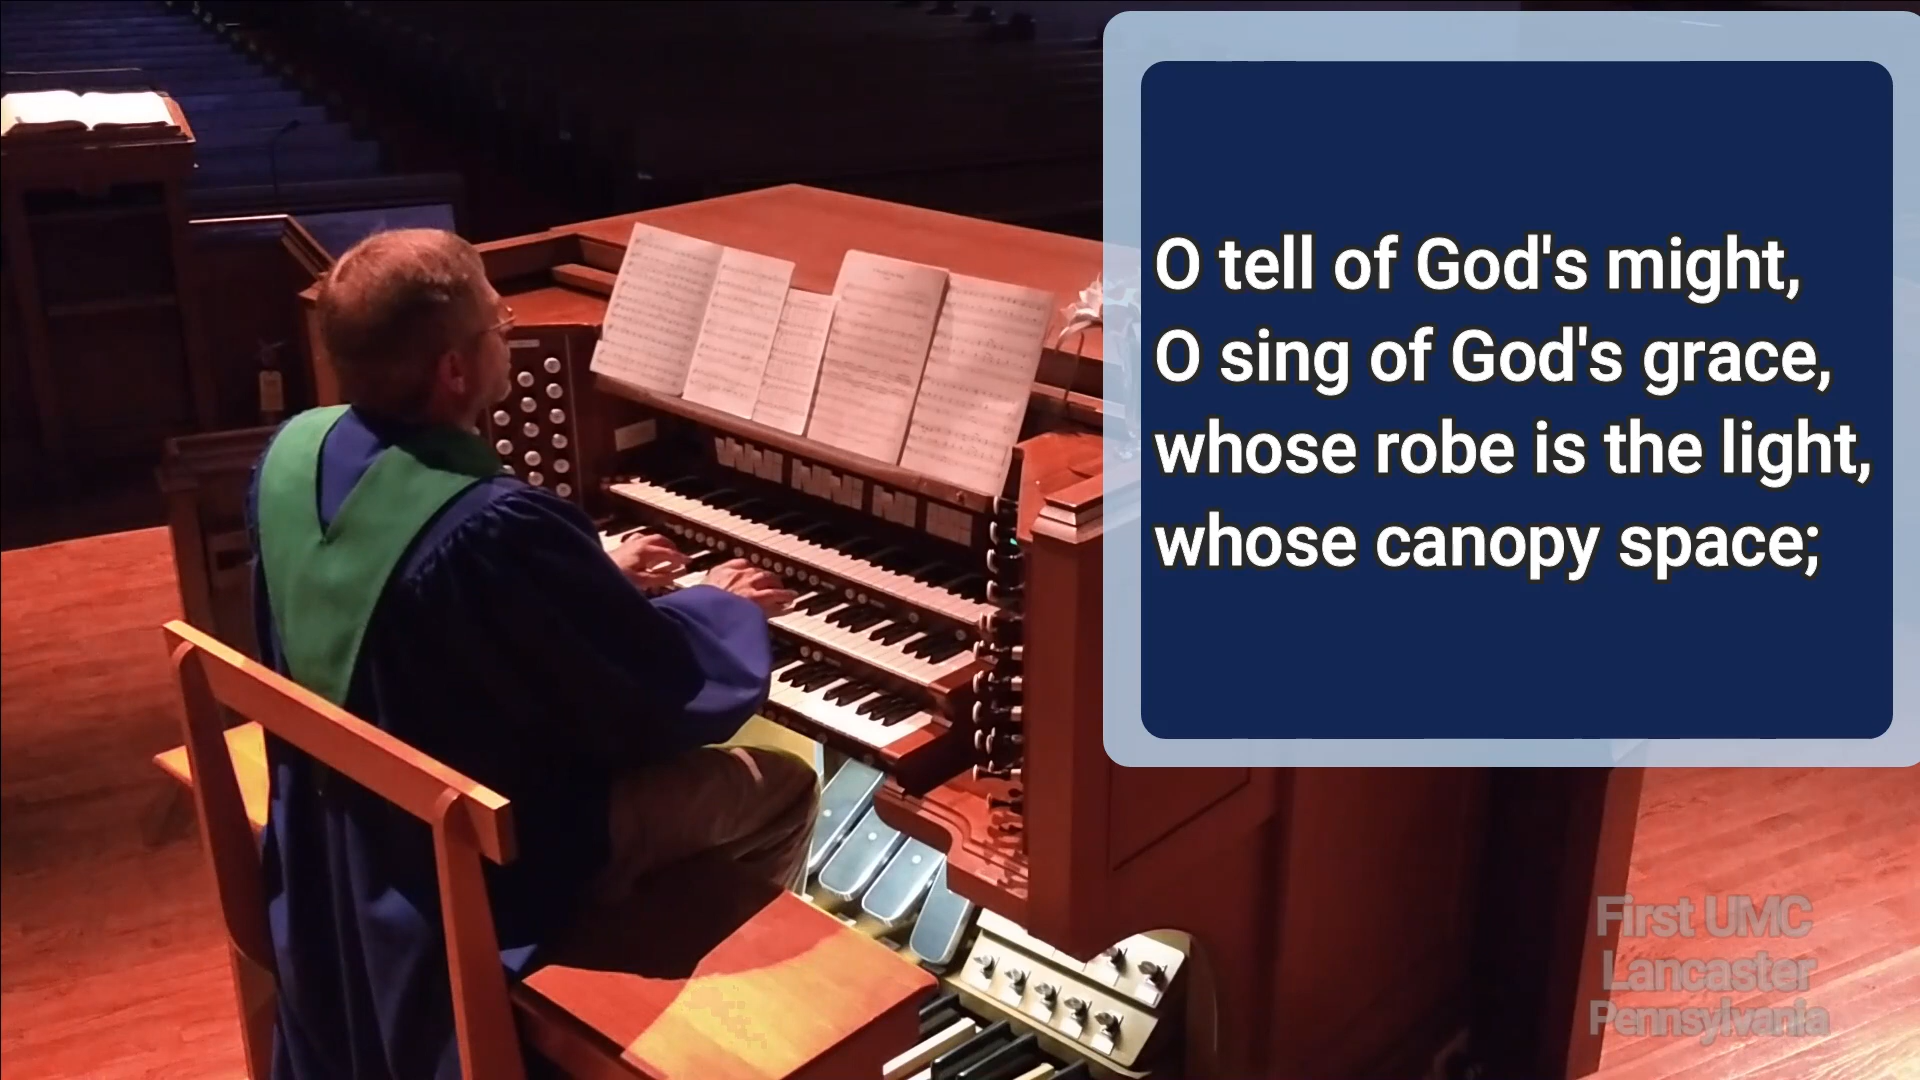 O tell of God's might,
O sing of God's grace,
whose robe is the light,
whose canopy space;
First UMC
Lancaster
Pennsylvania